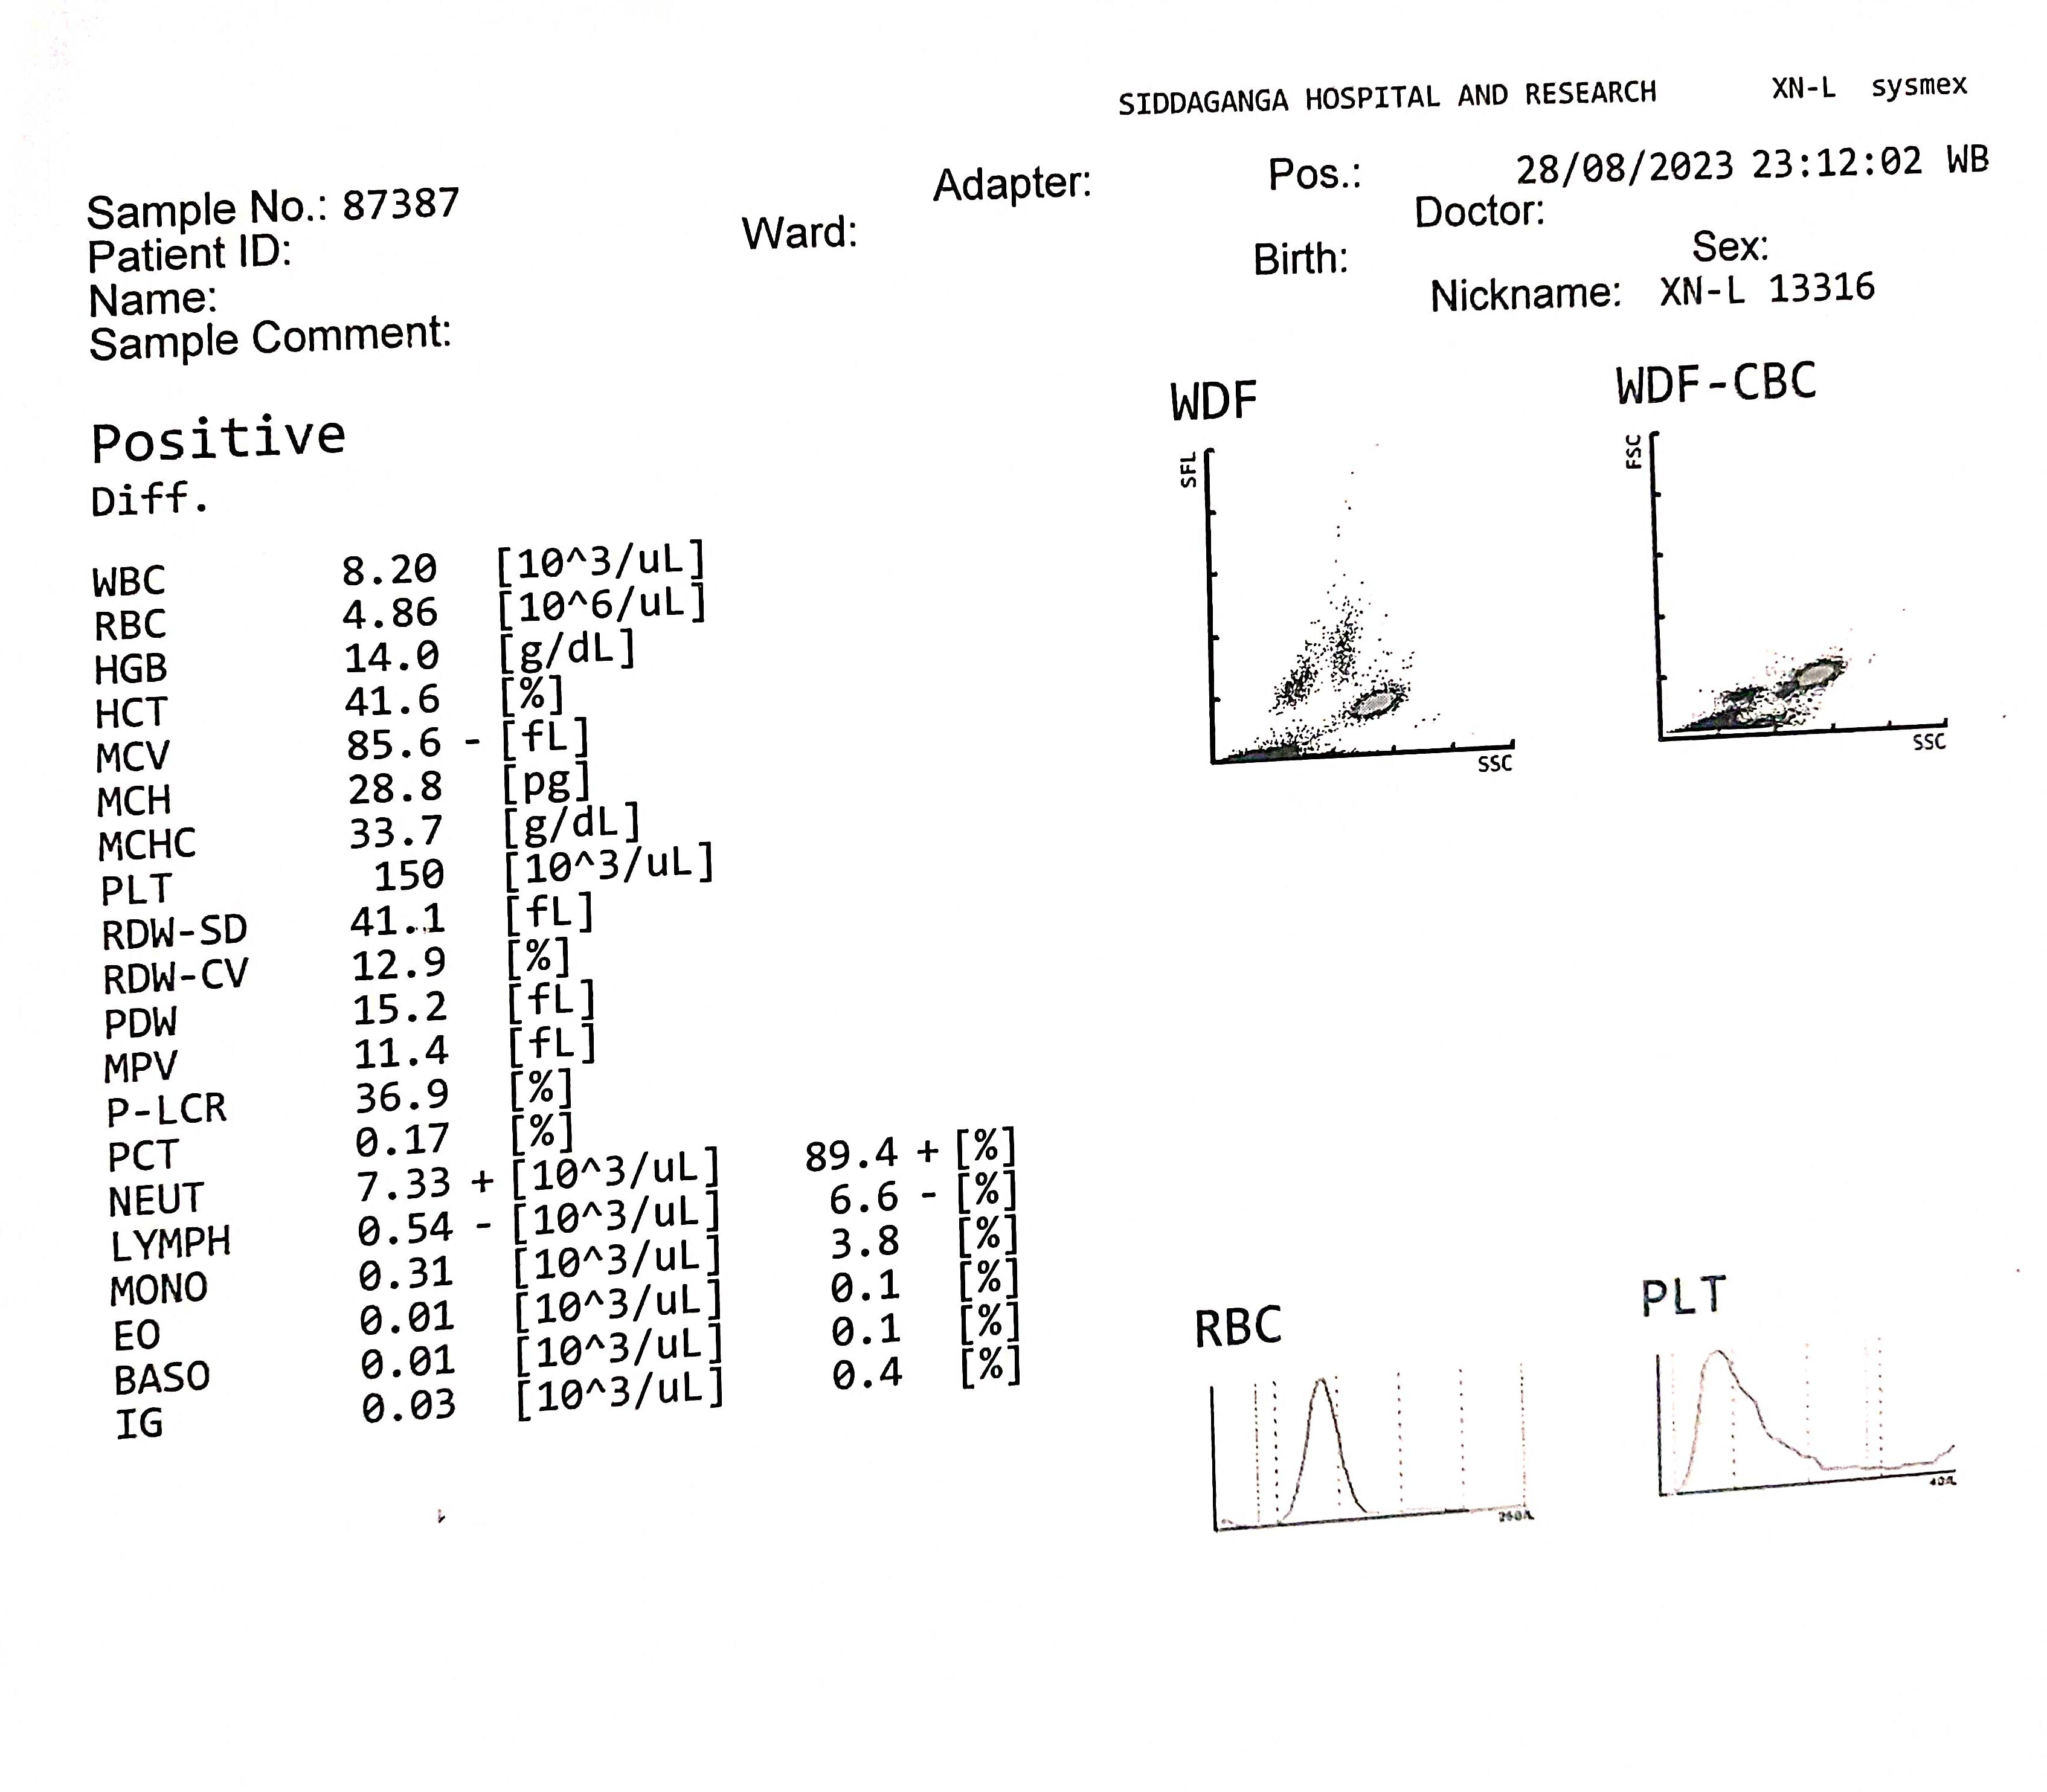 SIDDAGANGA HOSPITAL AND RESEARCH XN-L sysmex
Sample No.: 87387 Adapter: Pos.: 28/08/2023 23:12:02 WB
Patient ID: Ward: Doctor:
Name: Birth: Sex:
Sample Comment: Nickname: XN-L 13316
Positive
Diff.
WBC 8.20 [10^3/uL]
RBC 4.86 [10^6/uL]
HGB 14.0 [g/dL]
HCT 41.6 [%]
MCV 85.6 - [fL]
MCH 28.8 [pg]
MCHC 33.7 [g/dL]
PLT 150 [10^3/uL]
RDW-SD 41.1 [fL]
RDW-CV 12.9 [%]
PDW 15.2 [fL]
MPV 11.4 [fL]
P-LCR 36.9 [%]
PCT 0.17 [%]
NEUT 7.33 + [10^3/uL] 89.4 + [%]
LYMPH 0.54 - [10^3/uL] 6.6 - [%]
MONO 0.31 [10^3/uL] 3.8 [%]
EO 0.01 [10^3/uL] 0.1 [%]
BASO 0.01 [10^3/uL] 0.1 [%]
IG 0.03 [10^3/uL] 0.4 [%]
WDF
SFL
SSC
WDF-CBC
FSC
SSC
RBC
PLT